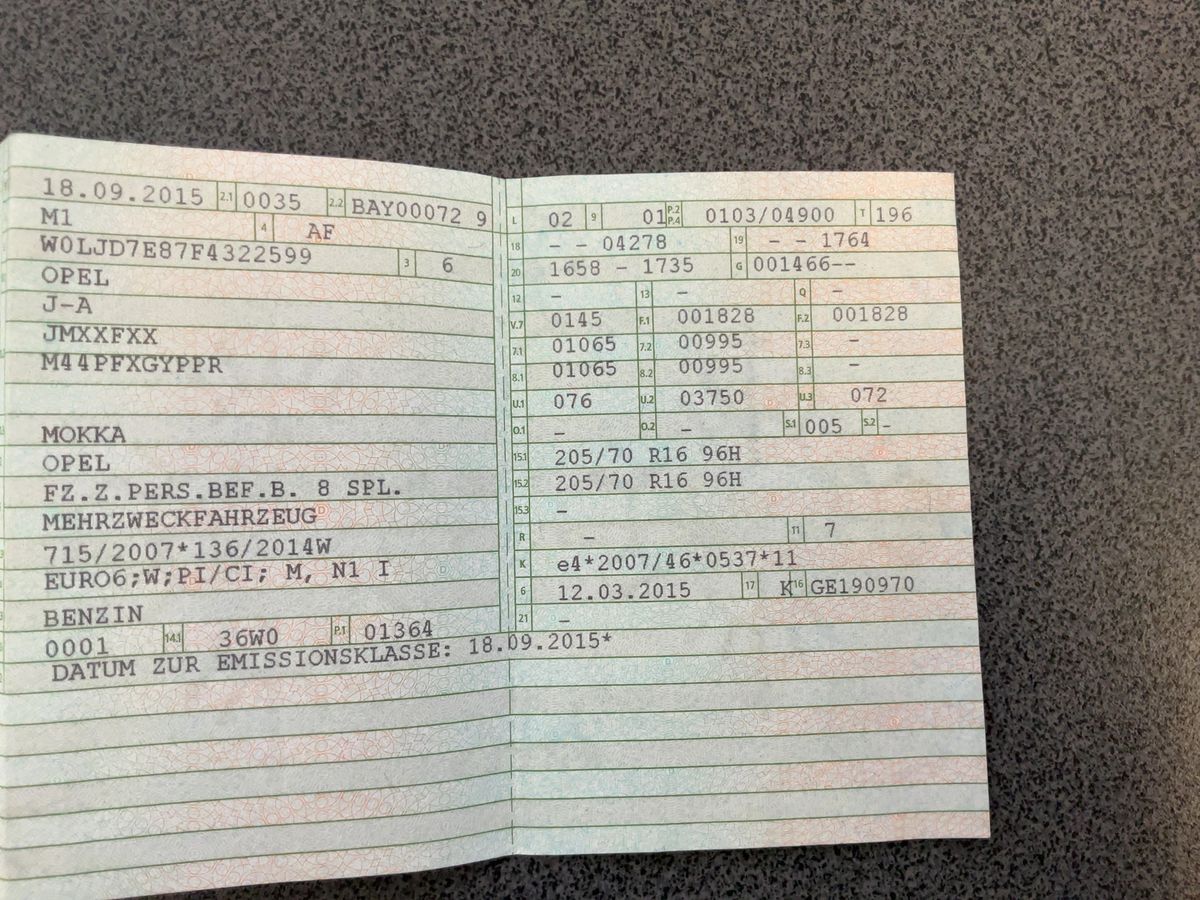 18.09.2015 2.1 0035 2.2 BAY00072 9
M1 4 AF
W0LJD7E87F4322599 3 6
OPEL
J-A
JMXXFXX
M44PFXGYPPR
MOKKA
OPEL
FZ.Z.PERS.BEF.B. 8 SPL.
MEHRZWECKFAHRZEUG
715/2007*136/2014W
EURO6;W;PI/CI; M, N1 I
BENZIN
0001 14.1 36W0 P.1 01364
DATUM ZUR EMISSIONSKLASSE: 18.09.2015*
L 02 9 01 P.2 P.4 0103/04900 T 196
18 - - 04278 19 - - 1764
20 1658 - 1735 G 001466--
12 - 13 - Q -
V.7 0145 F.1 001828 F.2 001828
7.1 01065 7.2 00995 7.3 -
8.1 01065 8.2 00995 8.3 -
U.1 076 U.2 03750 U.3 072
O.1 - O.2 - S.1 005 S.2 -
15.1 205/70 R16 96H
15.2 205/70 R16 96H
15.3 -
R - 11 7
K e4*2007/46*0537*11
6 12.03.2015 17 K 16 GE190970
21 -